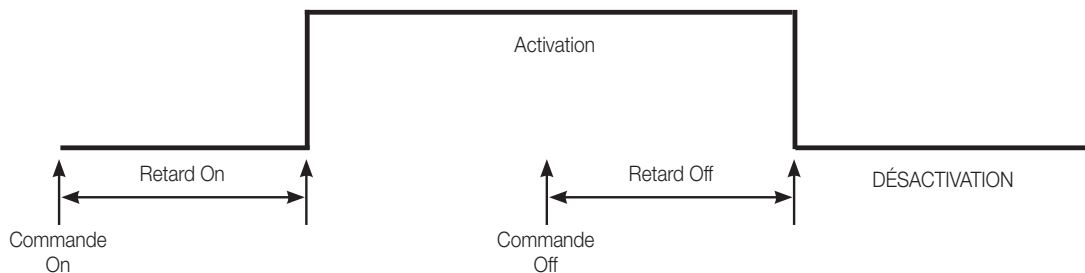 Activation
Retard On
Retard Off
DÉSACTIVATION
Commande
On
Commande
Off